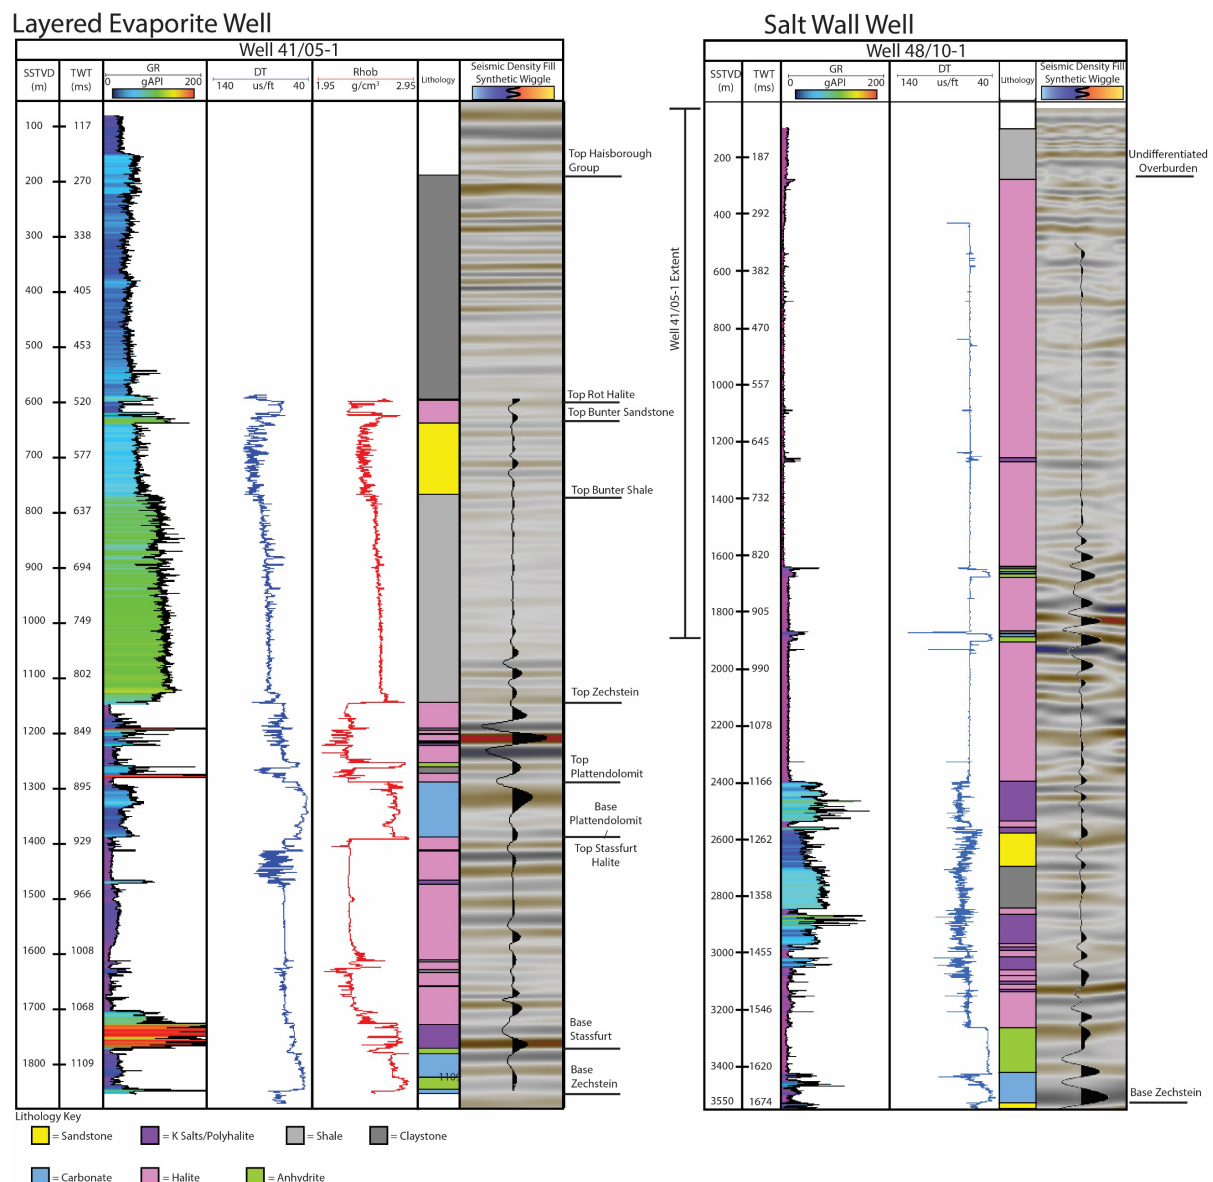 Layered Evaporite Well
Well 41/05-1
SSTVD
(m)
TWT
(ms)
GR
0 gAPI 200
DT
140 us/ft 40
Rhob
1.95 g/cm³ 2.95
Lithology
Seismic Density Fill
Synthetic Wiggle
100 117
200 270
300 338
400 405
500 453
600 520
700 577
800 637
900 694
1000 749
1100 802
1200 849
1300 895
1400 929
1500 966
1600 1008
1700 1068
1800 1109
1109
Top Haisborough
Group
Top Rot Halite
Top Bunter Sandstone
Top Bunter Shale
Top Zechstein
Top
Plattendolomit
Base
Plattendolomit
/
Top Stassfurt
Halite
Base
Stassfurt
Base
Zechstein
Salt Wall Well
Well 48/10-1
SSTVD
(m)
TWT
(ms)
GR
0 gAPI 200
DT
140 us/ft 40
Lithology
Seismic Density Fill
Synthetic Wiggle
Well 41/05-1 Extent
200 187
400 292
600 382
800 470
1000 557
1200 645
1400 732
1600 820
1800 905
2000 990
2200 1078
2400 1166
2600 1262
2800 1358
3000 1455
3200 1546
3400 1620
3550 1674
Undifferentiated
Overburden
Base Zechstein
Lithology Key
= Sandstone = K Salts/Polyhalite = Shale = Claystone
= Carbonate = Halite = Anhydrite